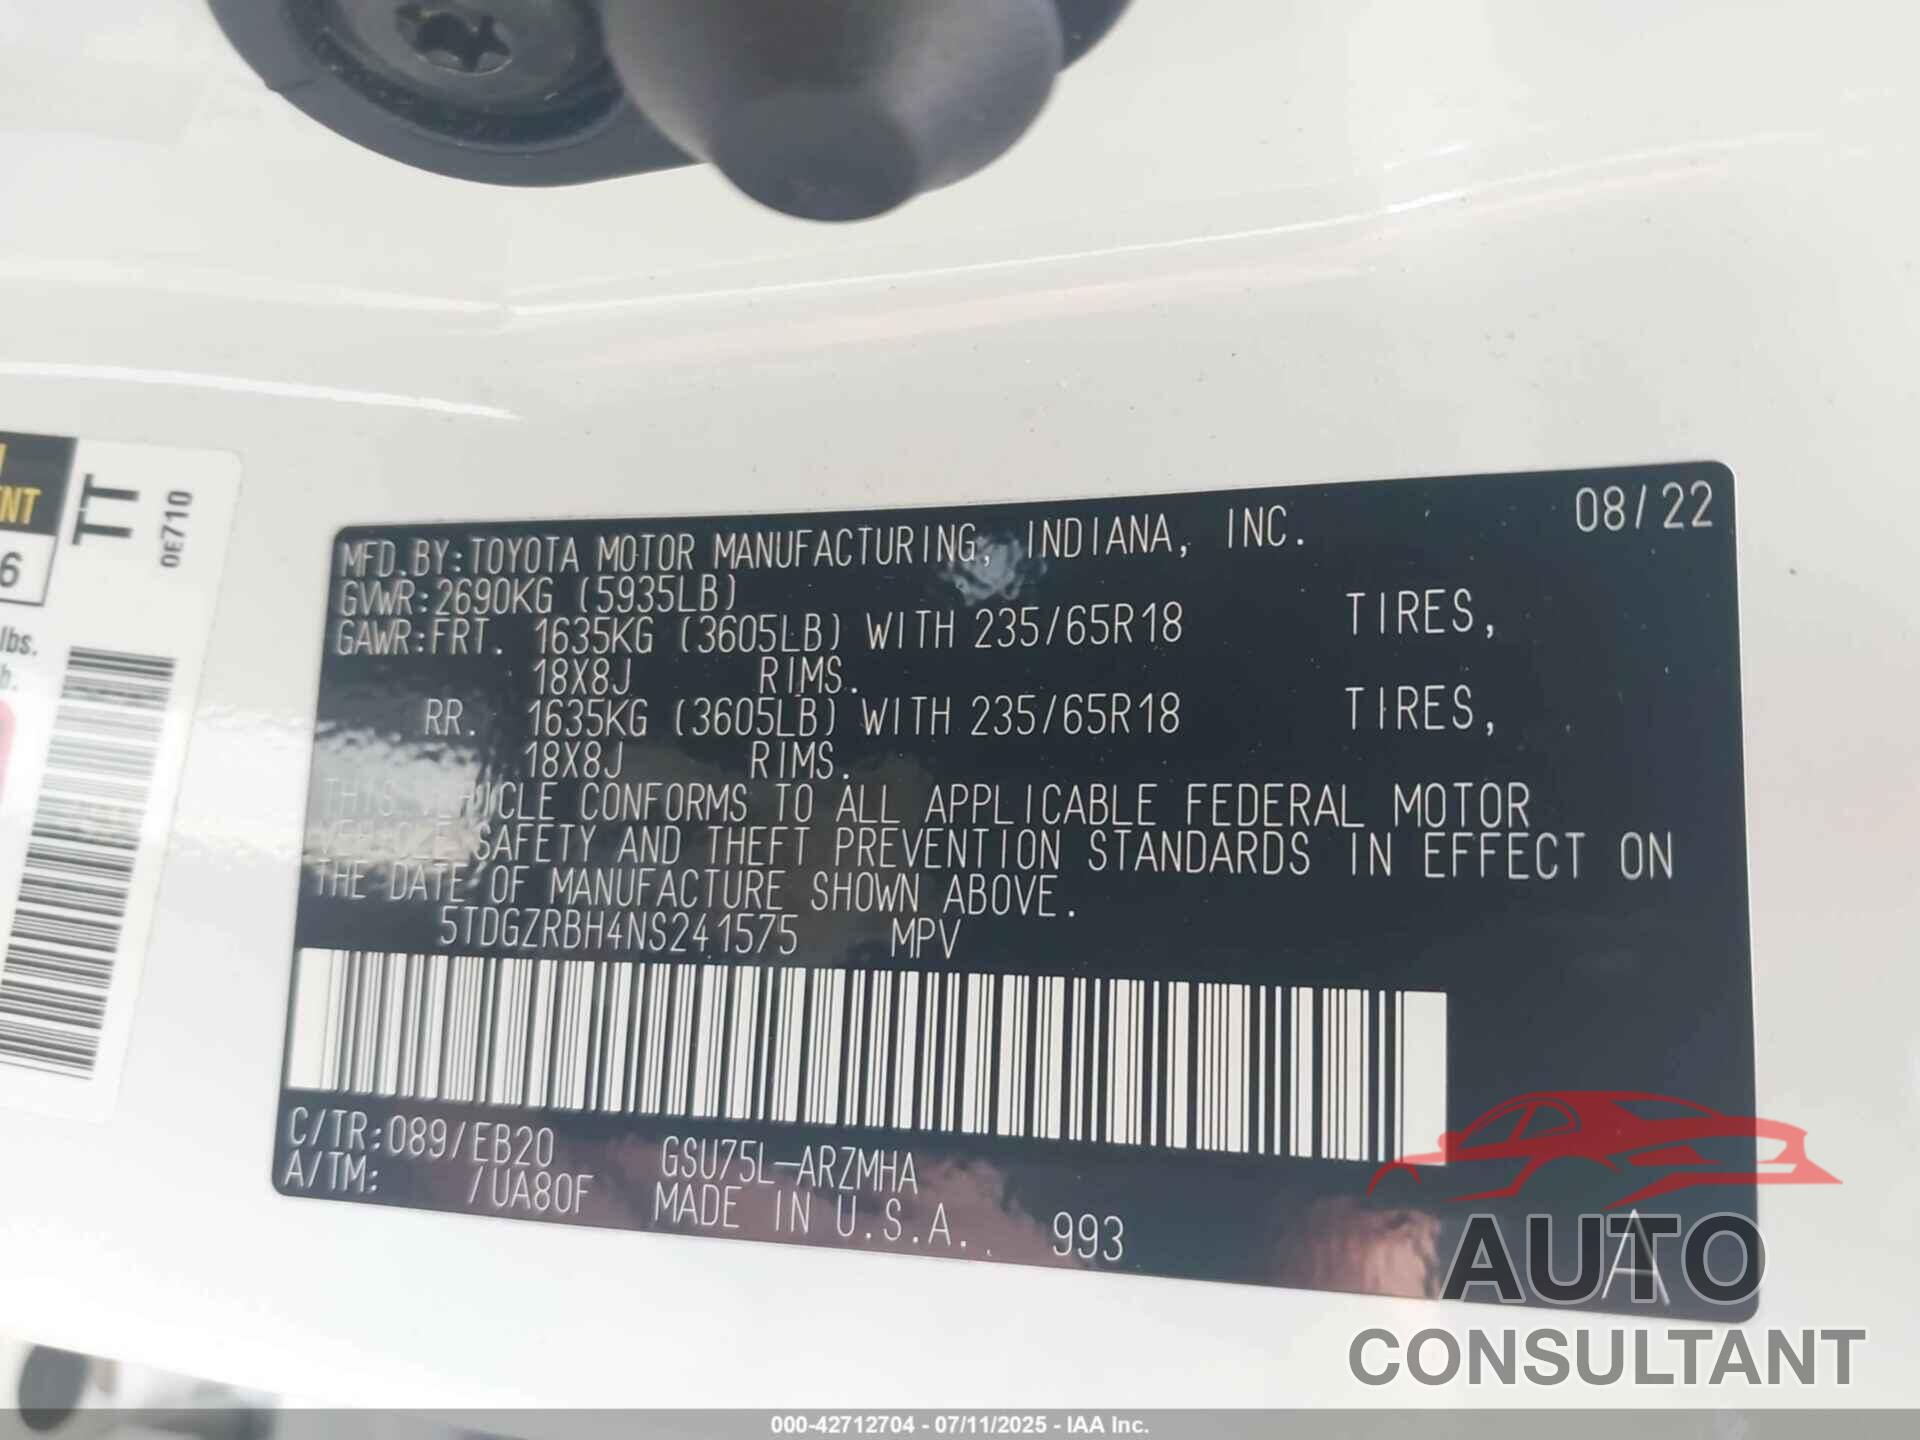 NT
TT
0E710
6
lbs.
MFD.BY:TOYOTA MOTOR MANUFACTURING, INDIANA, INC. 08/22
GVWR:2690KG (5935LB)
GAWR:FRT. 1635KG (3605LB) WITH 235/65R18 TIRES,
18X8J RIMS.
RR. 1635KG (3605LB) WITH 235/65R18 TIRES,
18X8J RIMS.
THIS VEHICLE CONFORMS TO ALL APPLICABLE FEDERAL MOTOR
VEHICLE SAFETY AND THEFT PREVENTION STANDARDS IN EFFECT ON
THE DATE OF MANUFACTURE SHOWN ABOVE.
5TDGZRBH4NS241575 MPV
C/TR:089/EB20 GSU75L-ARZMHA
A/TM: /UA80F MADE IN U.S.A. 993
A
AUTO
CONSULTANT
000-42712704 - 07/11/2025 - IAA Inc.